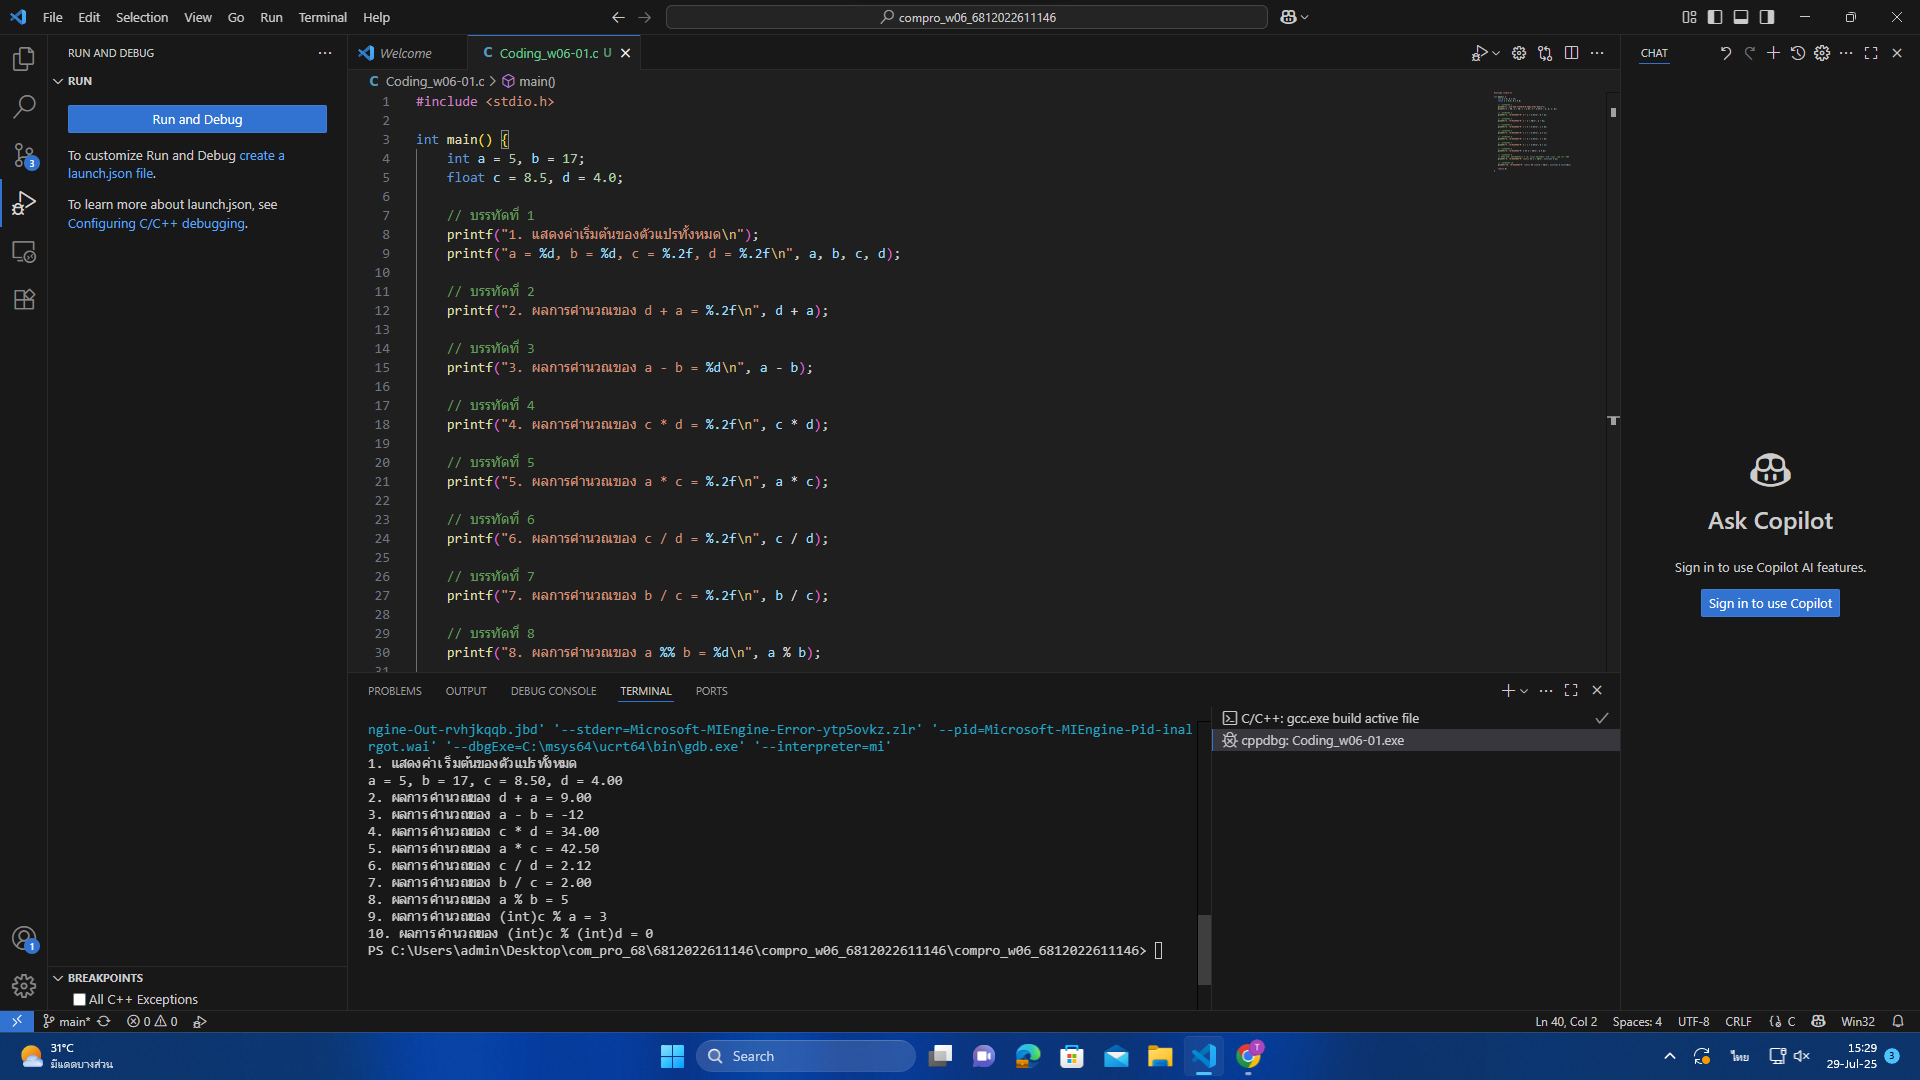 File Edit Selection View Go Run Terminal Help
compro_w06_6812022611146
RUN AND DEBUG
RUN
Run and Debug
To customize Run and Debug create a
launch.json file.
To learn more about launch.json, see
Configuring C/C++ debugging.
BREAKPOINTS
All C++ Exceptions
Welcome
C Coding_w06-01.c U
C Coding_w06-01.c > main()
1 #include <stdio.h>
2
3 int main() {
4 int a = 5, b = 17;
5 float c = 8.5, d = 4.0;
6
7 // บรรทัดที่ 1
8 printf("1. แสดงค่าเริ่มต้นของตัวแปรทั้งหมด\n");
9 printf("a = %d, b = %d, c = %.2f, d = %.2f\n", a, b, c, d);
10
11 // บรรทัดที่ 2
12 printf("2. ผลการคำนวณของ d + a = %.2f\n", d + a);
13
14 // บรรทัดที่ 3
15 printf("3. ผลการคำนวณของ a - b = %d\n", a - b);
16
17 // บรรทัดที่ 4
18 printf("4. ผลการคำนวณของ c * d = %.2f\n", c * d);
19
20 // บรรทัดที่ 5
21 printf("5. ผลการคำนวณของ a * c = %.2f\n", a * c);
22
23 // บรรทัดที่ 6
24 printf("6. ผลการคำนวณของ c / d = %.2f\n", c / d);
25
26 // บรรทัดที่ 7
27 printf("7. ผลการคำนวณของ b / c = %.2f\n", b / c);
28
29 // บรรทัดที่ 8
30 printf("8. ผลการคำนวณของ a %% b = %d\n", a % b);
31
PROBLEMS OUTPUT DEBUG CONSOLE TERMINAL PORTS
ngine-Out-rvhjkqqb.jbd' '--stderr=Microsoft-MIEngine-Error-ytp5ovkz.zlr' '--pid=Microsoft-MIEngine-Pid-inal
rgot.wai' '--dbgExe=C:\msys64\ucrt64\bin\gdb.exe' '--interpreter=mi'
1. แสดงค่าเริ่มต้นของตัวแปรทั้งหมด
a = 5, b = 17, c = 8.50, d = 4.00
2. ผลการคำนวณของ d + a = 9.00
3. ผลการคำนวณของ a - b = -12
4. ผลการคำนวณของ c * d = 34.00
5. ผลการคำนวณของ a * c = 42.50
6. ผลการคำนวณของ c / d = 2.12
7. ผลการคำนวณของ b / c = 2.00
8. ผลการคำนวณของ a % b = 5
9. ผลการคำนวณของ (int)c % a = 3
10. ผลการคำนวณของ (int)c % (int)d = 0
PS C:\Users\admin\Desktop\com_pro_68\6812022611146\compro_w06_6812022611146\compro_w06_6812022611146>
C/C++: gcc.exe build active file
cppdbg: Coding_w06-01.exe
CHAT
Ask Copilot
Sign in to use Copilot AI features.
Sign in to use Copilot
3
1
main* 0 0
Ln 40, Col 2 Spaces: 4 UTF-8 CRLF C Win32
31°C
มีแดดบางส่วน
Search
T
ไทย
15:29
29-Jul-25
3